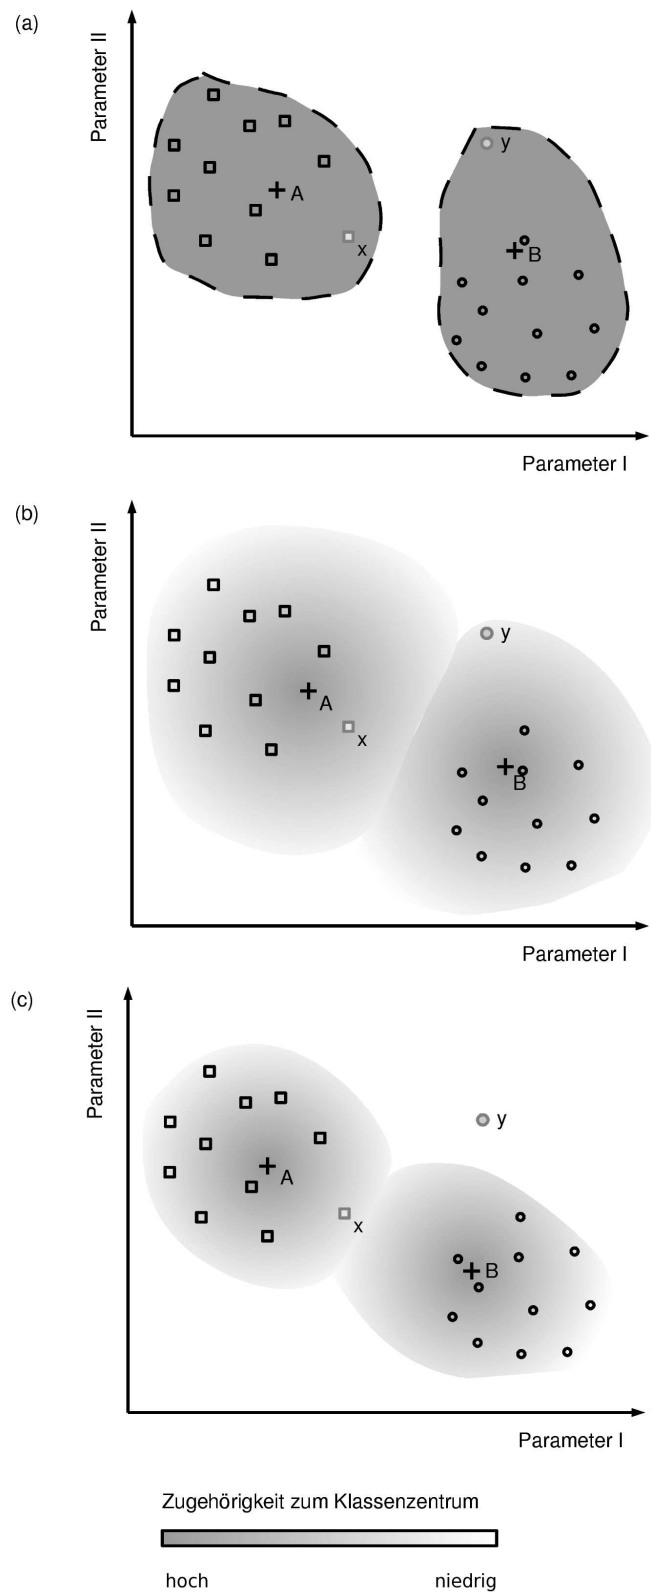 (a)
Parameter II
A
x
y
B
Parameter I
(b)
Parameter II
A
x
y
B
Parameter I
(c)
Parameter II
A
x
y
B
Parameter I
Zugehörigkeit zum Klassenzentrum
hoch niedrig